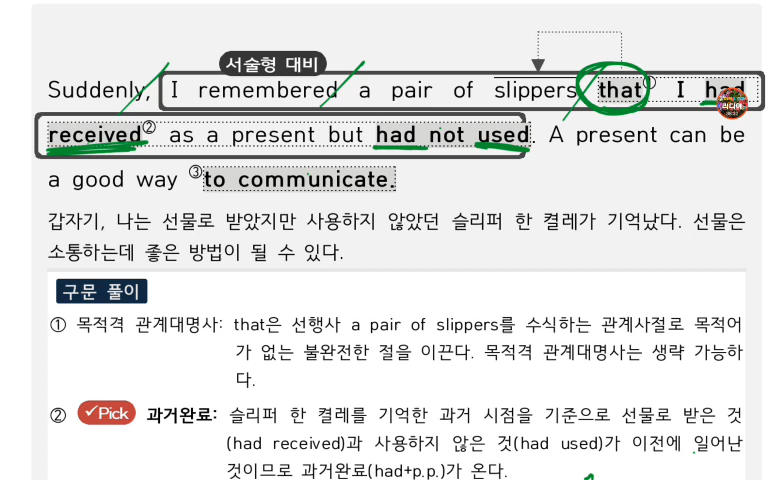 서술형 대비
Suddenly, I remembered a pair of slippers that① I had
received② as a present but had not used. A present can be
a good way ③to communicate.
갑자기, 나는 선물로 받았지만 사용하지 않았던 슬리퍼 한 켤레가 기억났다. 선물은
소통하는데 좋은 방법이 될 수 있다.
구문 풀이
① 목적격 관계대명사: that은 선행사 a pair of slippers를 수식하는 관계사절로 목적어
가 없는 불완전한 절을 이끈다. 목적격 관계대명사는 생략 가능하
다.
② ✓Pick 과거완료: 슬리퍼 한 켤레를 기억한 과거 시점을 기준으로 선물로 받은 것
(had received)과 사용하지 않은 것(had used)가 이전에 일어난
것이므로 과거완료(had+p.p.)가 온다.